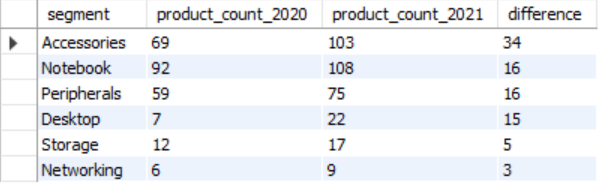 segment product_count_2020 product_count_2021 difference
Accessories 69 103 34
Notebook 92 108 16
Peripherals 59 75 16
Desktop 7 22 15
Storage 12 17 5
Networking 6 9 3